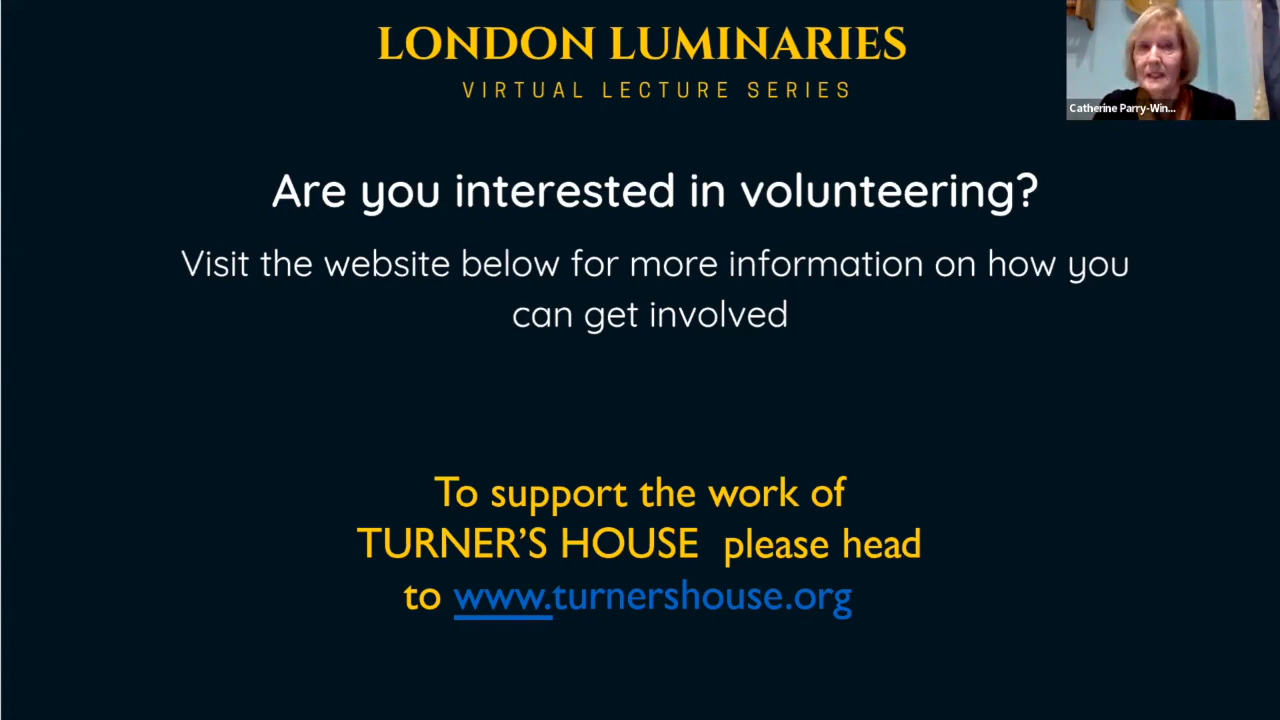 LONDON LUMINARIES
VIRTUAL LECTURE SERIES
Catherine Parry-Win...
Are you interested in volunteering?
Visit the website below for more information on how you
can get involved
To support the work of
TURNER'S HOUSE please head
to www.turnershouse.org